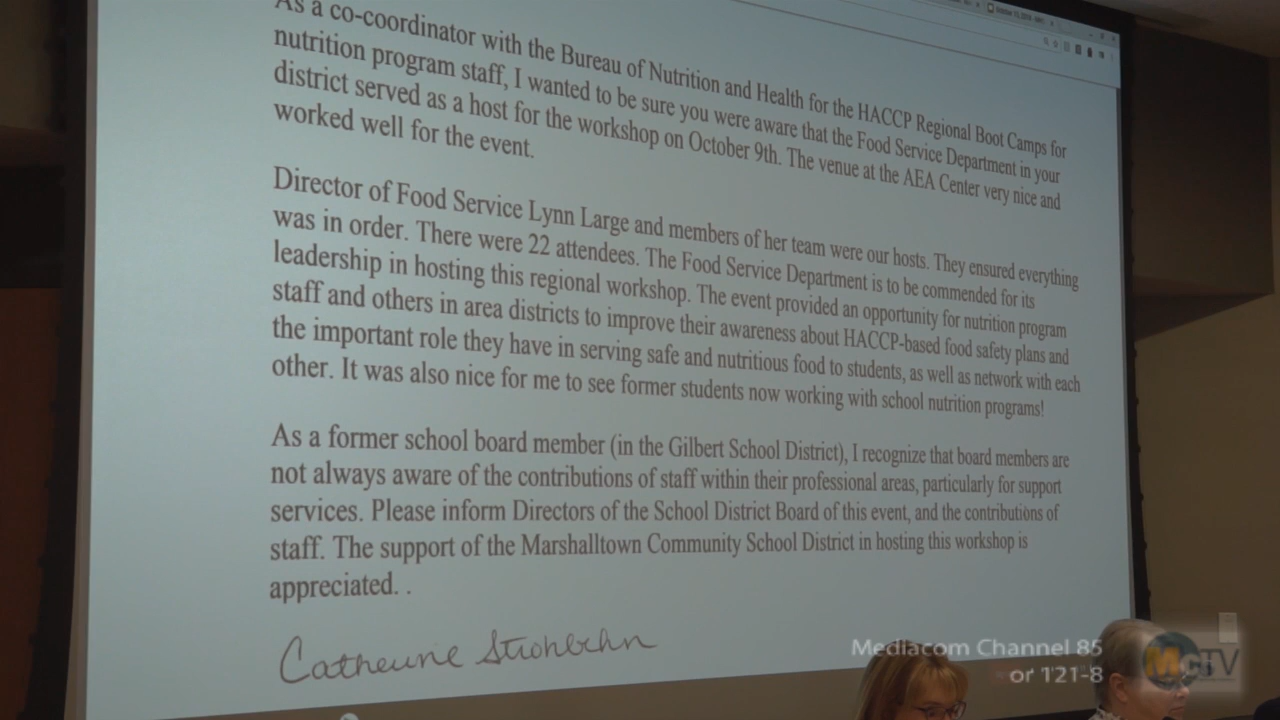 As a co-coordinator with the Bureau of Nutrition and Health for the HACCP Regional Boot Camps for
nutrition program staff, I wanted to be sure you were aware that the Food Service Department in your
district served as a host for the workshop on October 9th. The venue at the AEA Center very nice and
worked well for the event.
Director of Food Service Lynn Large and members of her team were our hosts. They ensured everything
was in order. There were 22 attendees. The Food Service Department is to be commended for its
leadership in hosting this regional workshop. The event provided an opportunity for nutrition program
staff and others in area districts to improve their awareness about HACCP-based food safety plans and
the important role they have in serving safe and nutritious food to students, as well as network with each
other. It was also nice for me to see former students now working with school nutrition programs!
As a former school board member (in the Gilbert School District), I recognize that board members are
not always aware of the contributions of staff within their professional areas, particularly for support
services. Please inform Directors of the School District Board of this event, and the contributions of
staff. The support of the Marshalltown Community School District in hosting this workshop is
appreciated. .
Catherine Strohbehn
Mediacom Channel 85
or 121-8
McTV